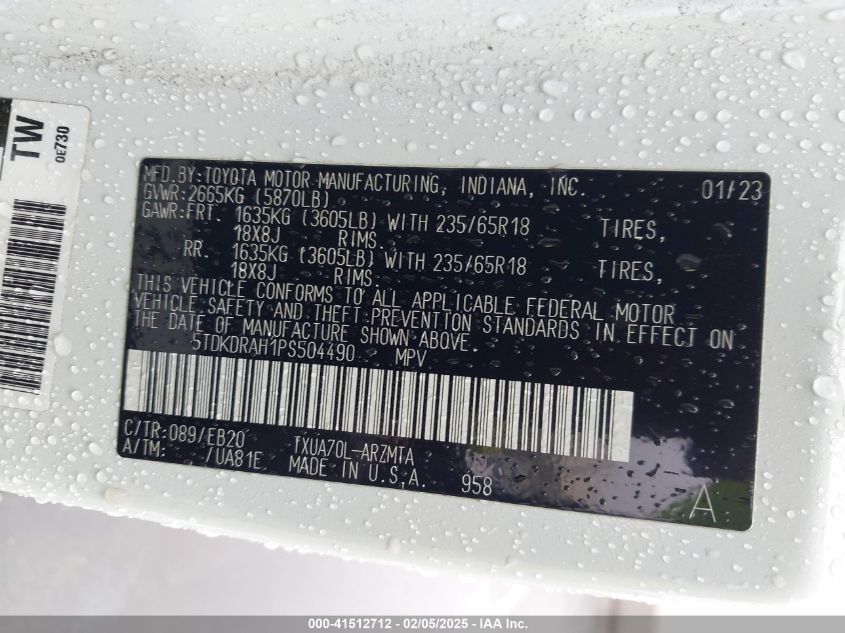 TW
0E730
MFD.BY:TOYOTA MOTOR MANUFACTURING, INDIANA, INC. 01/23
GVWR:2665KG (5870LB)
GAWR:FRT. 1635KG (3605LB) WITH 235/65R18 TIRES,
18X8J RIMS.
RR. 1635KG (3605LB) WITH 235/65R18 TIRES,
18X8J RIMS.
THIS VEHICLE CONFORMS TO ALL APPLICABLE FEDERAL MOTOR
VEHICLE SAFETY AND THEFT PREVENTION STANDARDS IN EFFECT ON
THE DATE OF MANUFACTURE SHOWN ABOVE.
5TDKDRAH1PS504490 MPV
C/TR:089/EB20 TXUA70L-ARZMTA
A/TM: /UA81E MADE IN U.S.A. 958 A
000-41512712 - 02/05/2025 - IAA Inc.